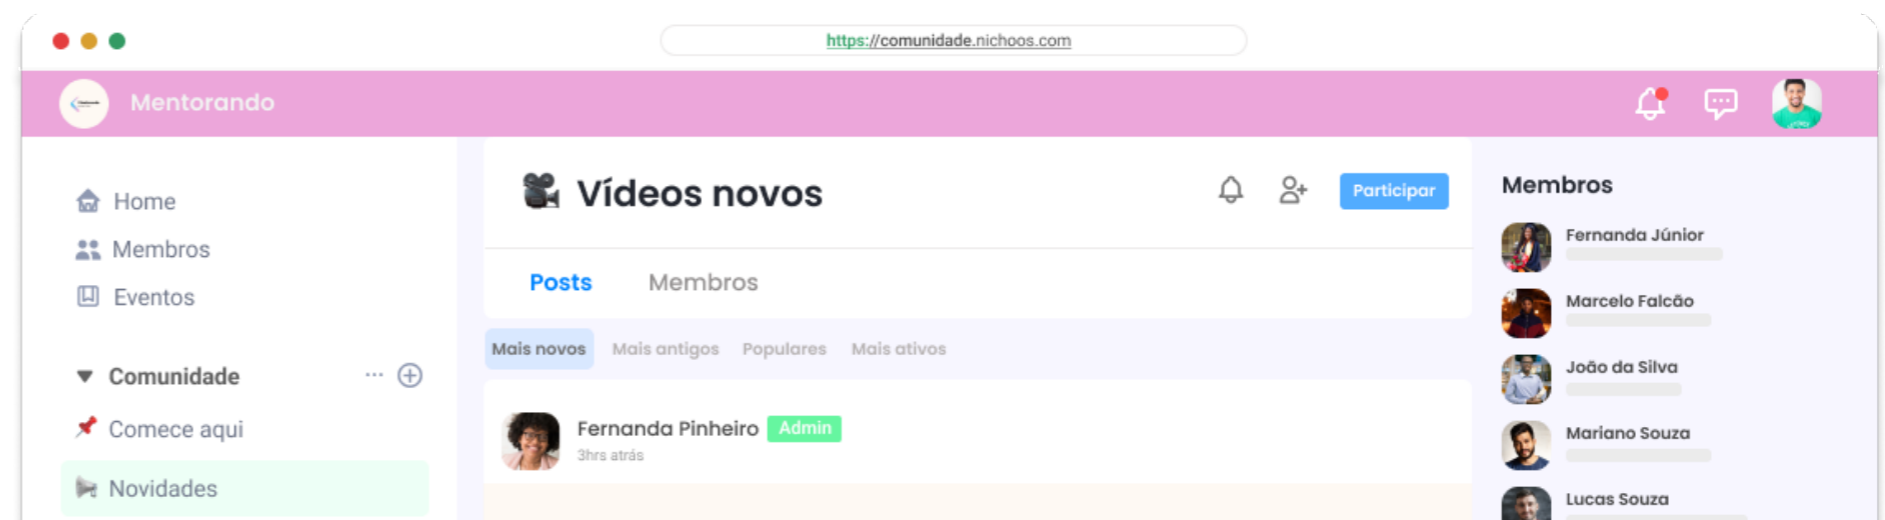 https://comunidade.nichoos.com
Mentorando
Home
Membros
Eventos
Comunidade
Comece aqui
Novidades
Vídeos novos
Participar
Posts Membros
Mais novos Mais antigos Populares Mais ativos
Fernanda Pinheiro Admin
3hrs atrás
Membros
Fernanda Júnior
Marcelo Falcão
João da Silva
Mariano Souza
Lucas Souza